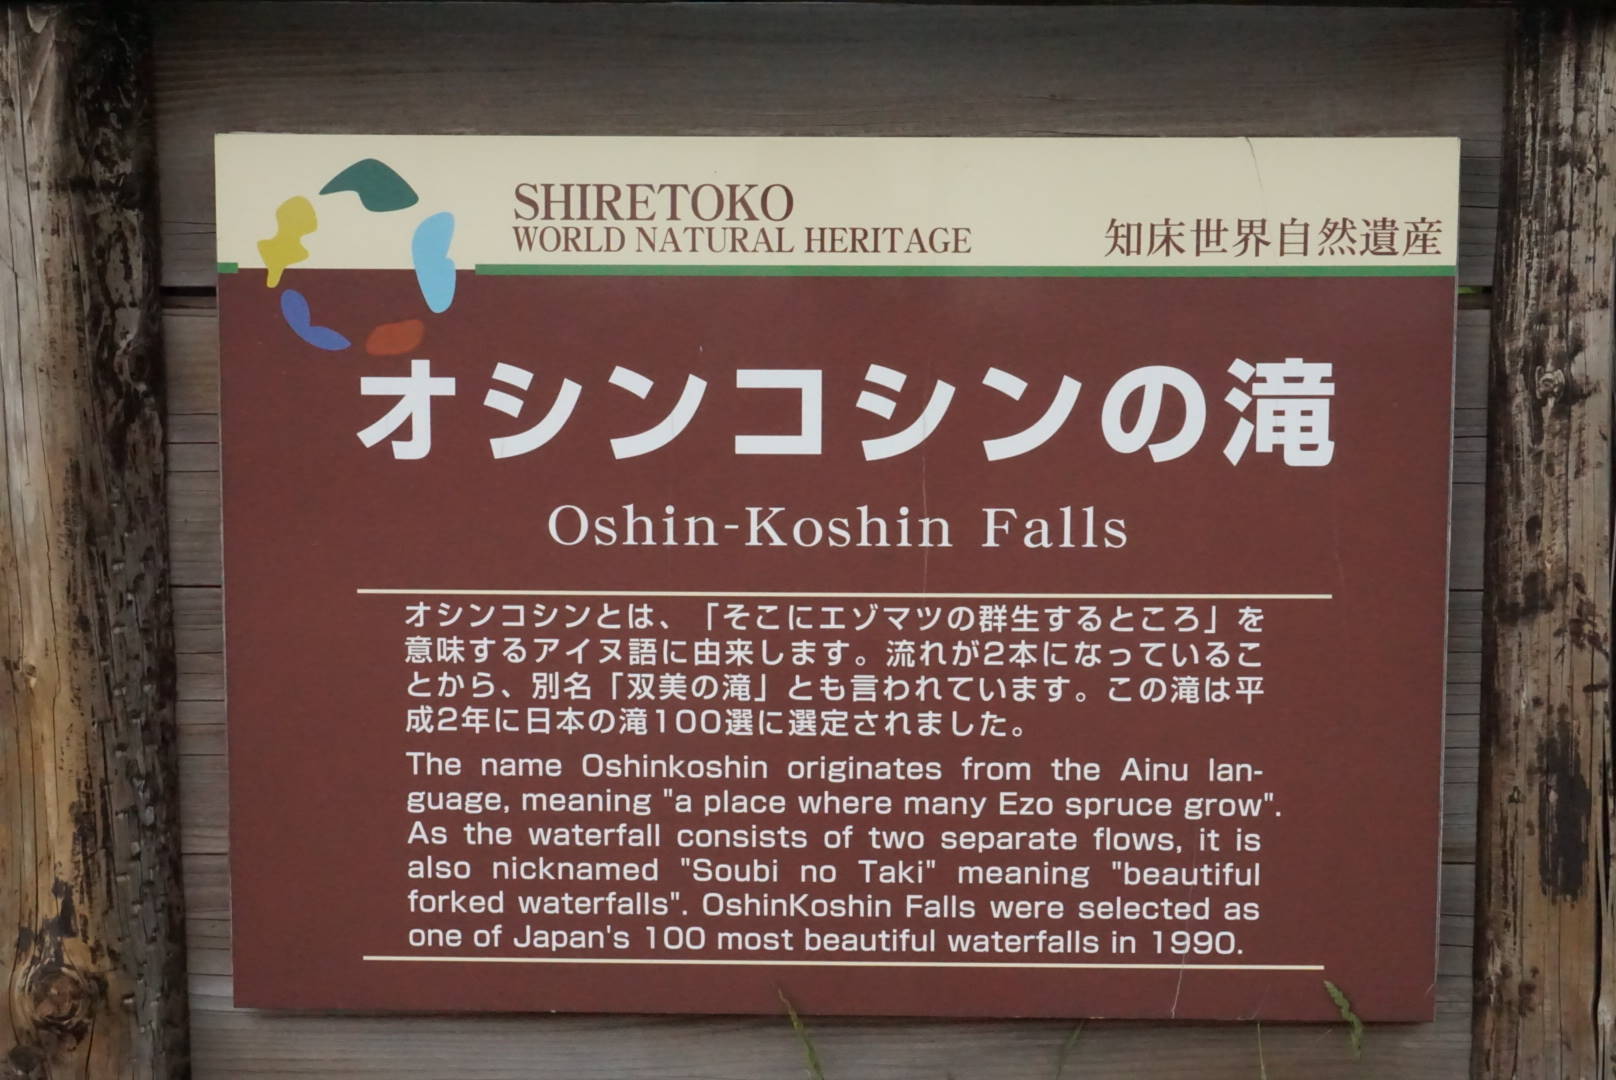 SHIRETOKO
WORLD NATURAL HERITAGE
知床世界自然遺産
オシンコシンの滝
Oshin-Koshin Falls
オシンコシンとは、「そこにエゾマツの群生するところ」を
意味するアイヌ語に由来します。流れが2本になっているこ
とから、別名「双美の滝」とも言われています。この滝は平
成2年に日本の滝100選に選定されました。
The name Oshinkoshin originates from the Ainu lan-
guage, meaning "a place where many Ezo spruce grow".
As the waterfall consists of two separate flows, it is
also nicknamed "Soubi no Taki" meaning "beautiful
forked waterfalls". OshinKoshin Falls were selected as
one of Japan's 100 most beautiful waterfalls in 1990.